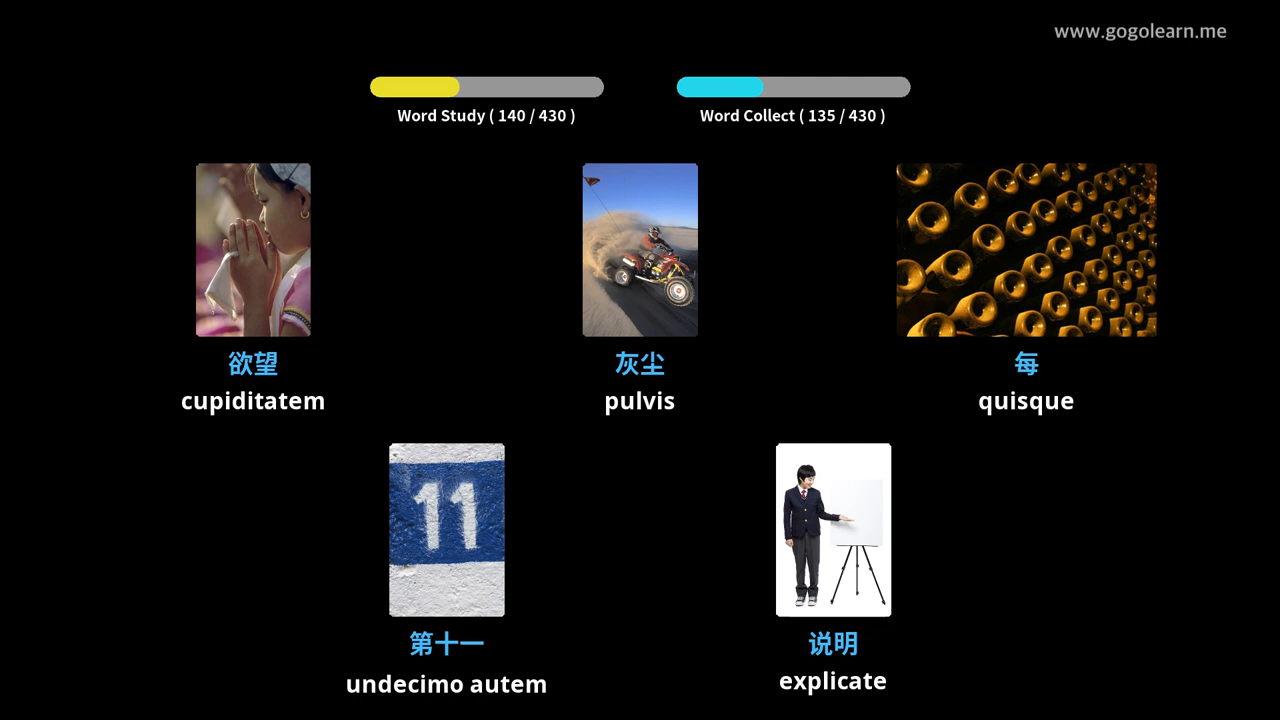 www.gogolearn.me
Word Study ( 140 / 430 )
Word Collect ( 135 / 430 )
欲望
cupiditatem
灰尘
pulvis
每
quisque
11
第十一
undecimo autem
说明
explicate